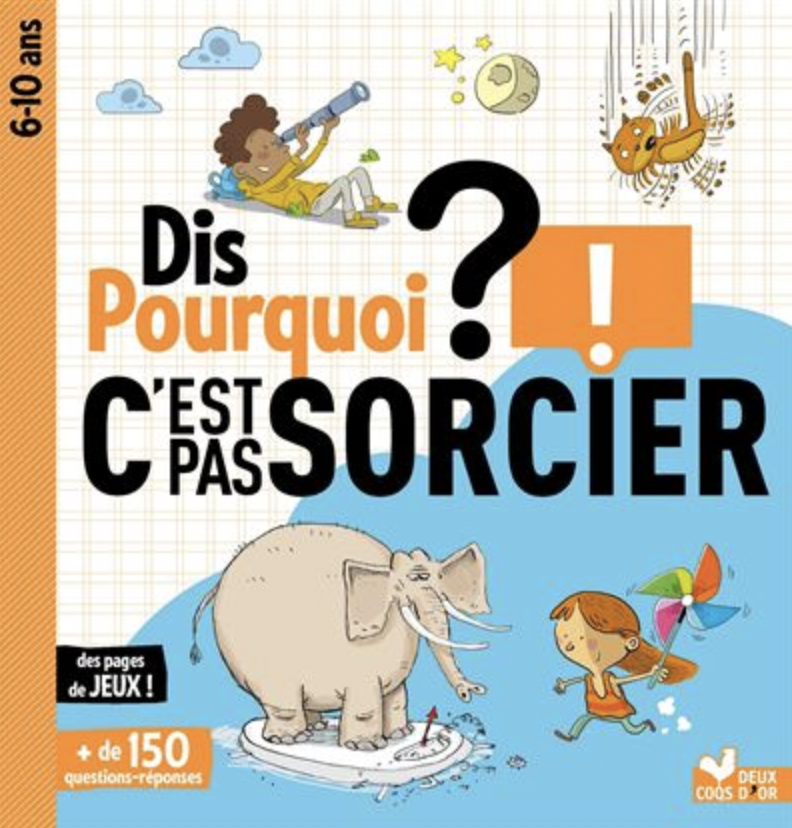 6-10 ans
Dis
Pourquoi ? !
C'EST
PAS SORCIER
des pages
de JEUX !
+ de 150
questions-réponses
DEUX
COQS D'OR